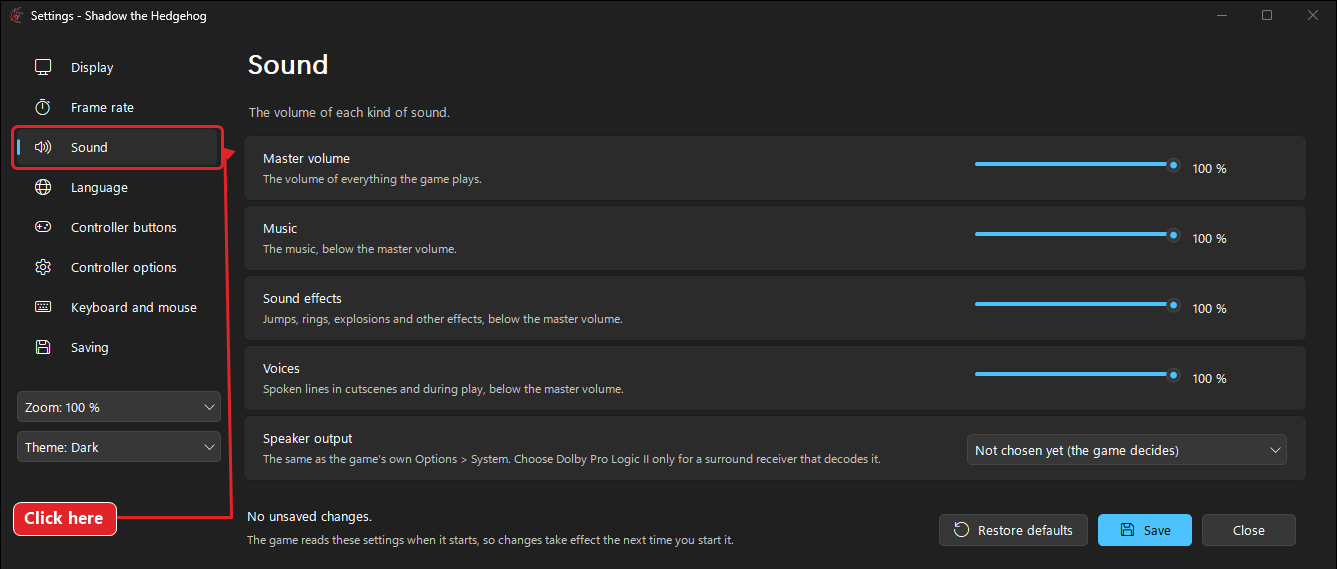 Settings - Shadow the Hedgehog
Display
Frame rate
Sound
Language
Controller buttons
Controller options
Keyboard and mouse
Saving
Zoom: 100 %
Theme: Dark
Click here
Sound
The volume of each kind of sound.
Master volume
The volume of everything the game plays.
100 %
Music
The music, below the master volume.
100 %
Sound effects
Jumps, rings, explosions and other effects, below the master volume.
100 %
Voices
Spoken lines in cutscenes and during play, below the master volume.
100 %
Speaker output
The same as the game's own Options > System. Choose Dolby Pro Logic II only for a surround receiver that decodes it.
Not chosen yet (the game decides)
No unsaved changes.
The game reads these settings when it starts, so changes take effect the next time you start it.
Restore defaults
Save
Close